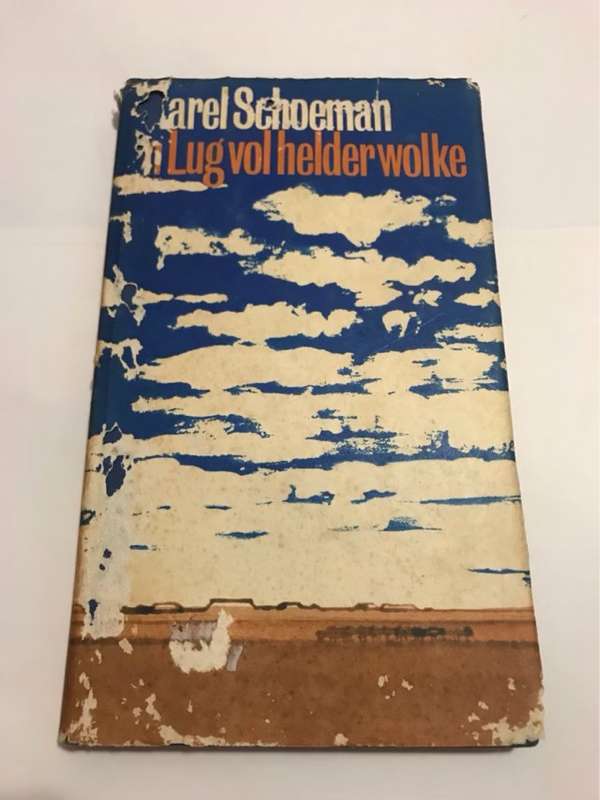 arel Schoeman
n Lug vol helder wolke